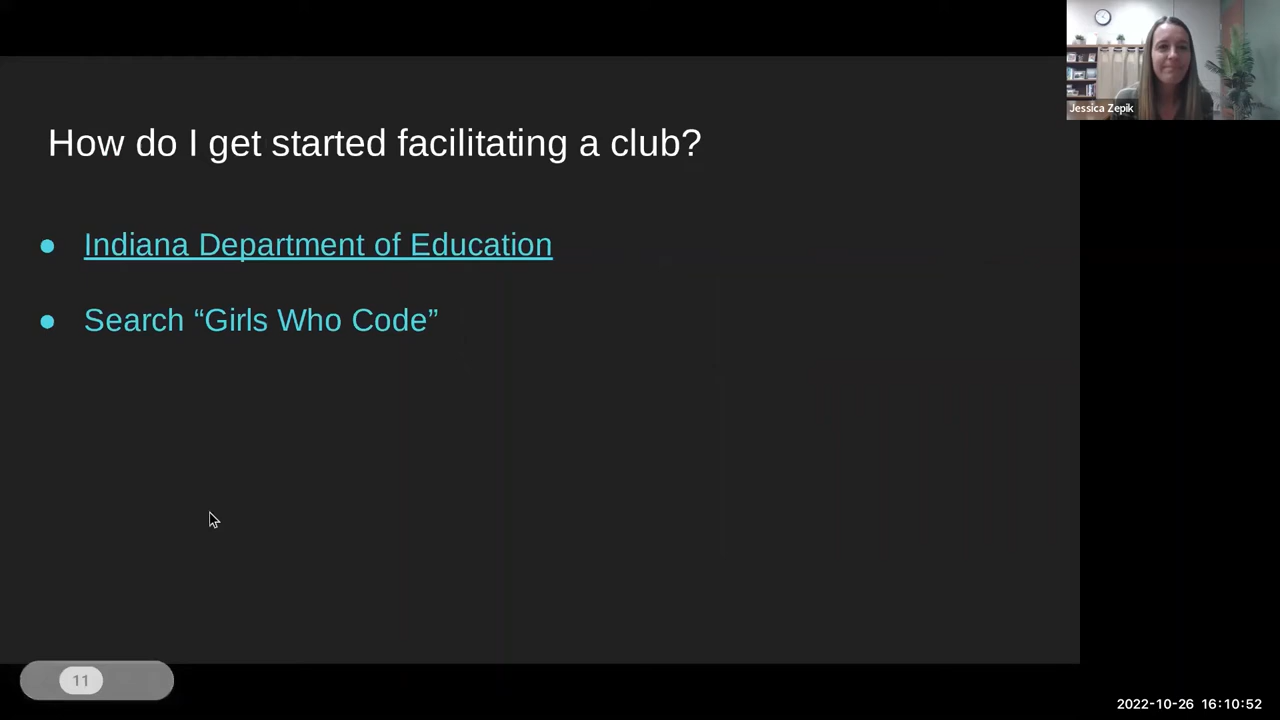 Jessica Zepik
How do I get started facilitating a club?
● Indiana Department of Education
● Search “Girls Who Code”
11
2022-10-26 16:10:52